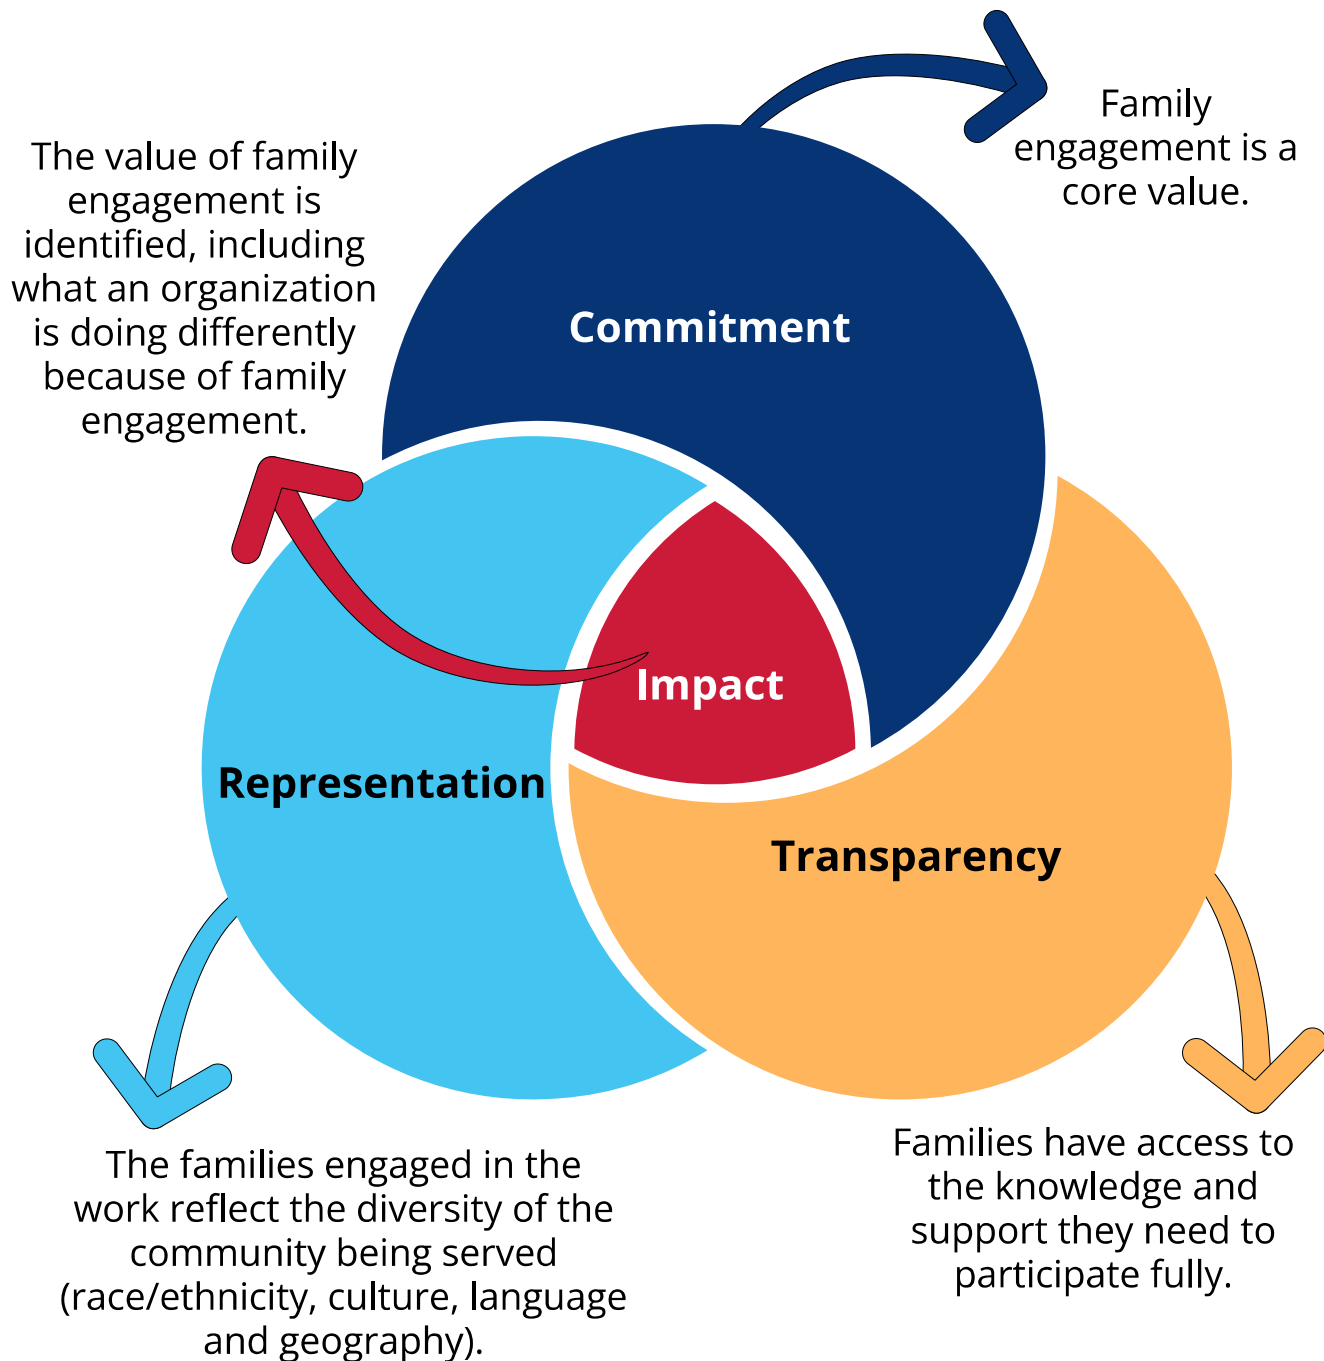 Family
engagement is a
core value.
The value of family
engagement is
identified, including
what an organization
is doing differently
because of family
engagement.
Commitment
Impact
Representation
Transparency
Families have access to
the knowledge and
support they need to
participate fully.
The families engaged in the
work reflect the diversity of the
community being served
(race/ethnicity, culture, language
and geography).